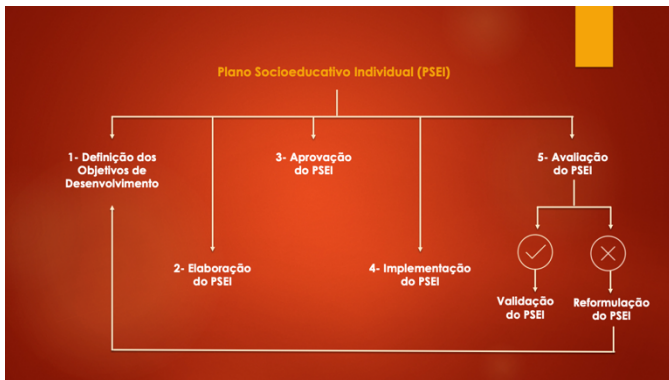 Plano Socioeducativo Individual (PSEI)
1- Definição dos
Objetivos de
Desenvolvimento
2- Elaboração
do PSEI
3- Aprovação
do PSEI
4- Implementação
do PSEI
5- Avaliação
do PSEI
Validação
do PSEI
Reformulação
do PSEI